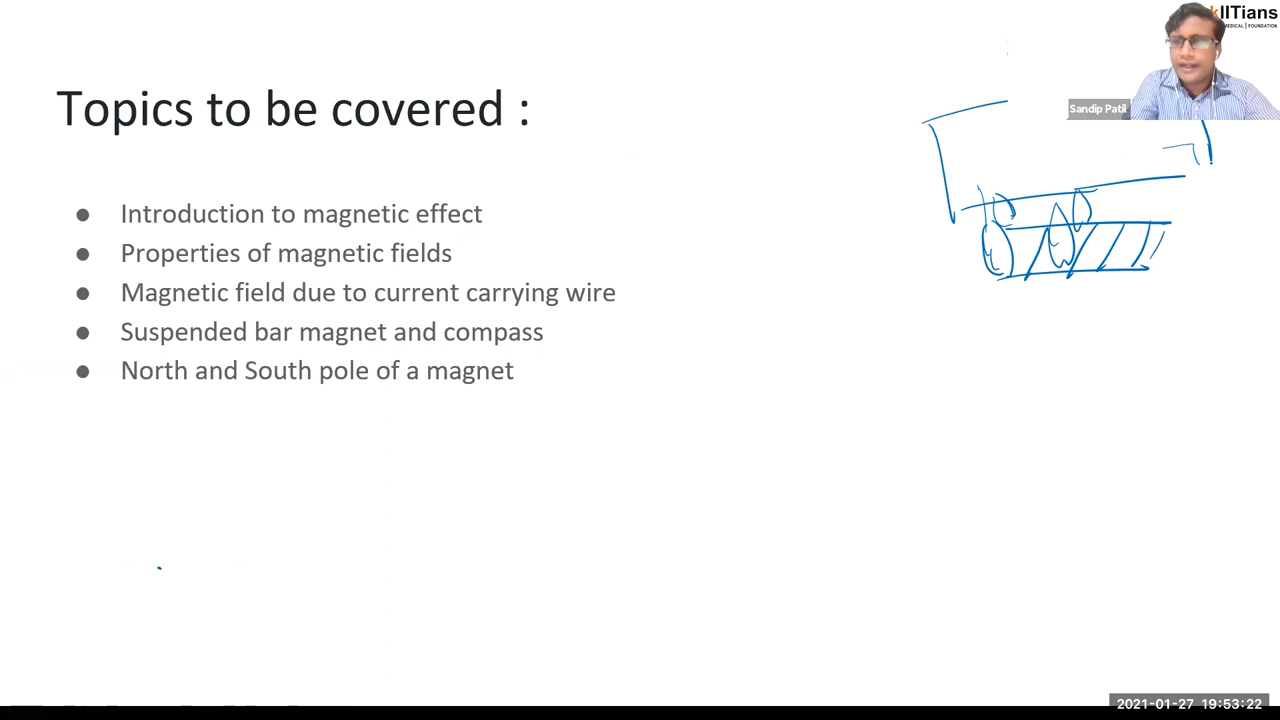 kIITians
MEDICAL | FOUNDATION
Sandip Patil
Topics to be covered :
● Introduction to magnetic effect
● Properties of magnetic fields
● Magnetic field due to current carrying wire
● Suspended bar magnet and compass
● North and South pole of a magnet
2021-01-27 19:53:22